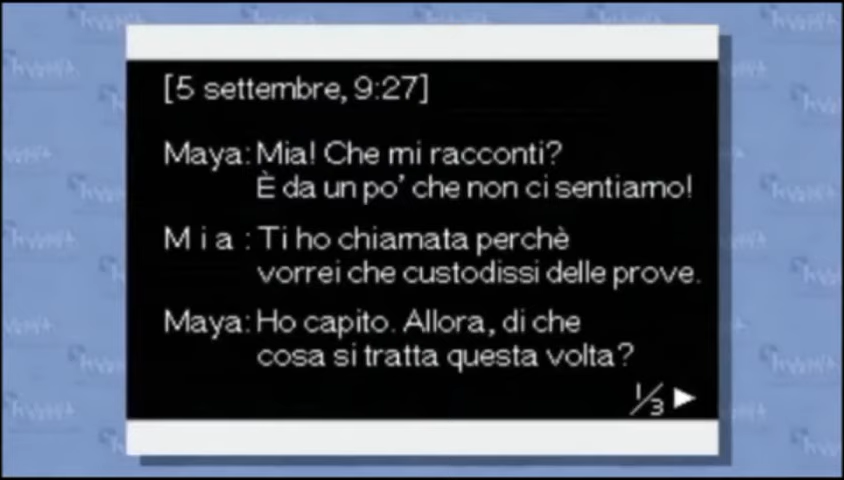 [5 settembre, 9:27]
Maya: Mia! Che mi racconti?
È da un po' che non ci sentiamo!
Mia : Ti ho chiamata perchè
vorrei che custodissi delle prove.
Maya: Ho capito. Allora, di che
cosa si tratta questa volta?
1/3